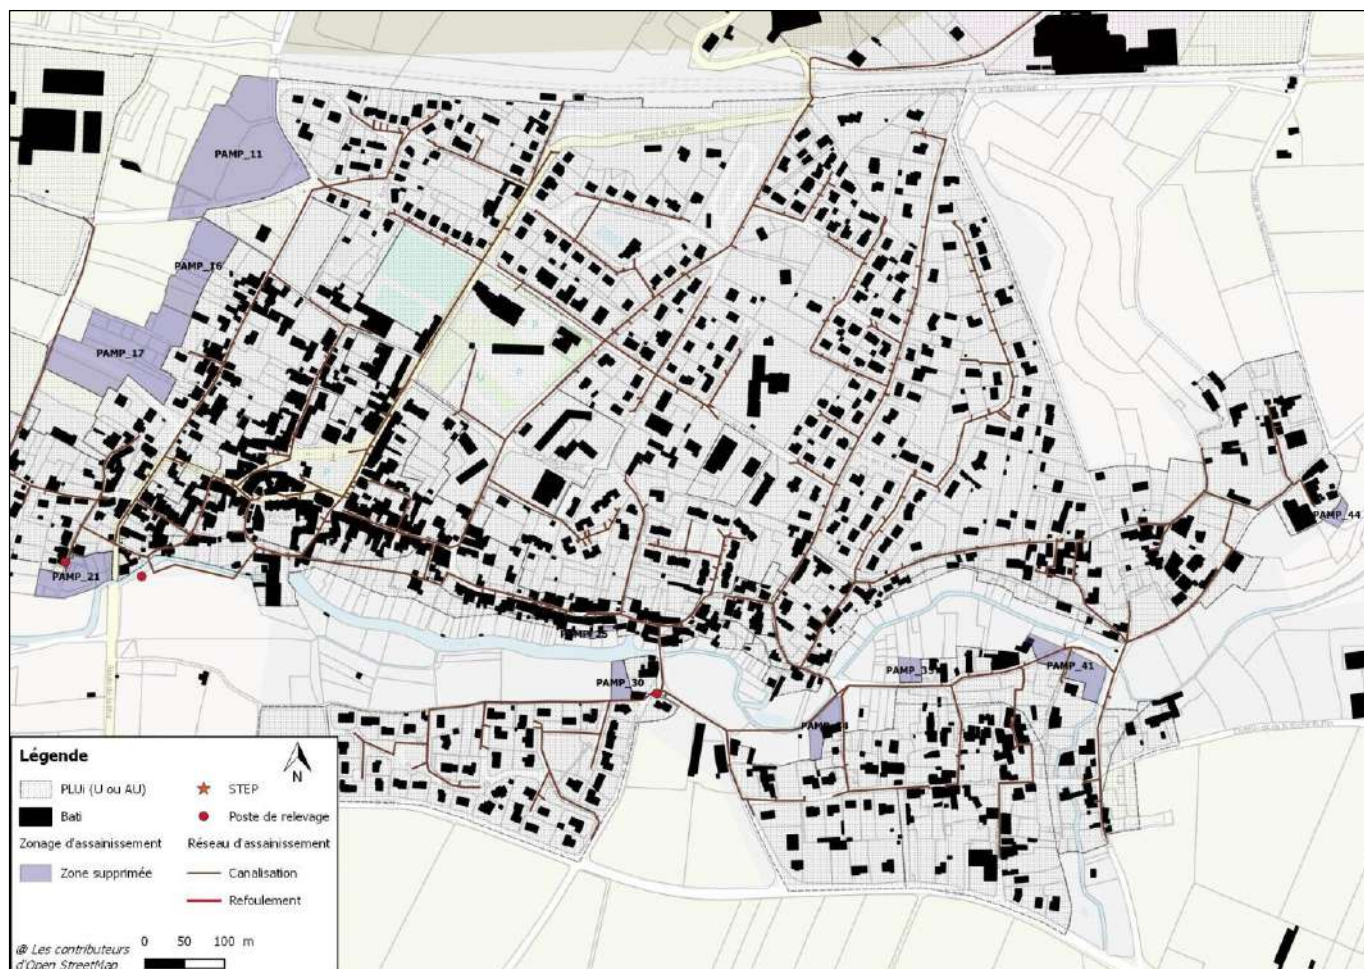 PAMP_11
PAMP_16
PAMP_17
PAMP_44
PAMP_21
PAMP_25
PAMP_30
PAMP_41
Légende
N
PLUi (U ou AU)
STEP
Bati
Poste de relevage
Zonage d'assainissement
Réseau d'assainissement
Zone supprimée
Canalisation
Refoulement
0 50 100 m
@ Les contributeurs
d'Open StreetMap